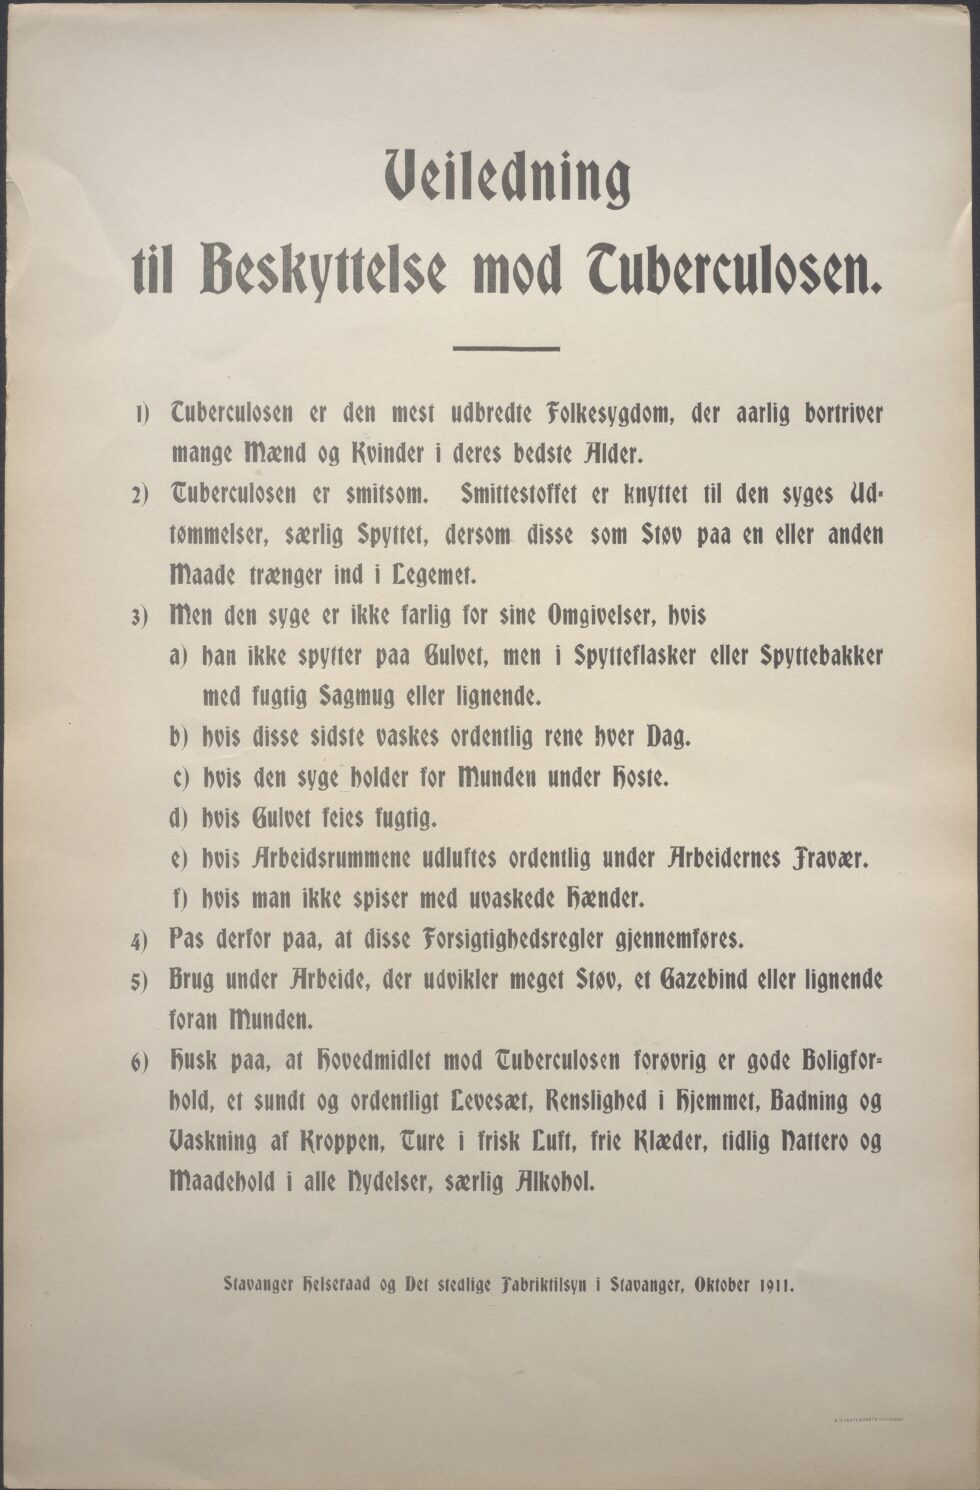 Veiledning
til Beskyttelse mod Tuberculosen.
1) Tuberculosen er den mest udbredte Folkesygdom, der aarlig bortriver
mange Mænd og Kvinder i deres bedste Alder.
2) Tuberculosen er smitsom. Smittestoffet er knyttet til den syges Ud-
tømmelser, særlig Spyttet, dersom disse som Støv paa en eller anden
Maade trænger ind i Legemet.
3) Men den syge er ikke farlig for sine Omgivelser, hvis
a) han ikke spytter paa Gulvet, men i Spytteflasker eller Spyttebakker
med fugtig Sagmug eller lignende.
b) hvis disse sidste vaskes ordentlig rene hver Dag.
c) hvis den syge holder for Munden under Hoste.
d) hvis Gulvet feies fugtig.
e) hvis Arbeidsrummene udluftes ordentlig under Arbeidernes Fravær.
f) hvis man ikke spiser med uvaskede Hænder.
4) Pas derfor paa, at disse Forsigtighedsregler gjennemføres.
5) Brug under Arbeide, der udvikler meget Støv, et Gazebind eller lignende
foran Munden.
6) Husk paa, at Hovedmidlet mod Tuberculosen forøvrig er gode Boligfor-
hold, et sundt og ordentligt Levesæt, Renslighed i Hjemmet, Badning og
Vaskning af Kroppen, Ture i frisk Luft, frie Klæder, tidlig Nattero og
Maadehold i alle Nydelser, særlig Alkohol.
Stavanger Helseraad og Det stedlige Fabriktilsyn i Stavanger, Oktober 1911.